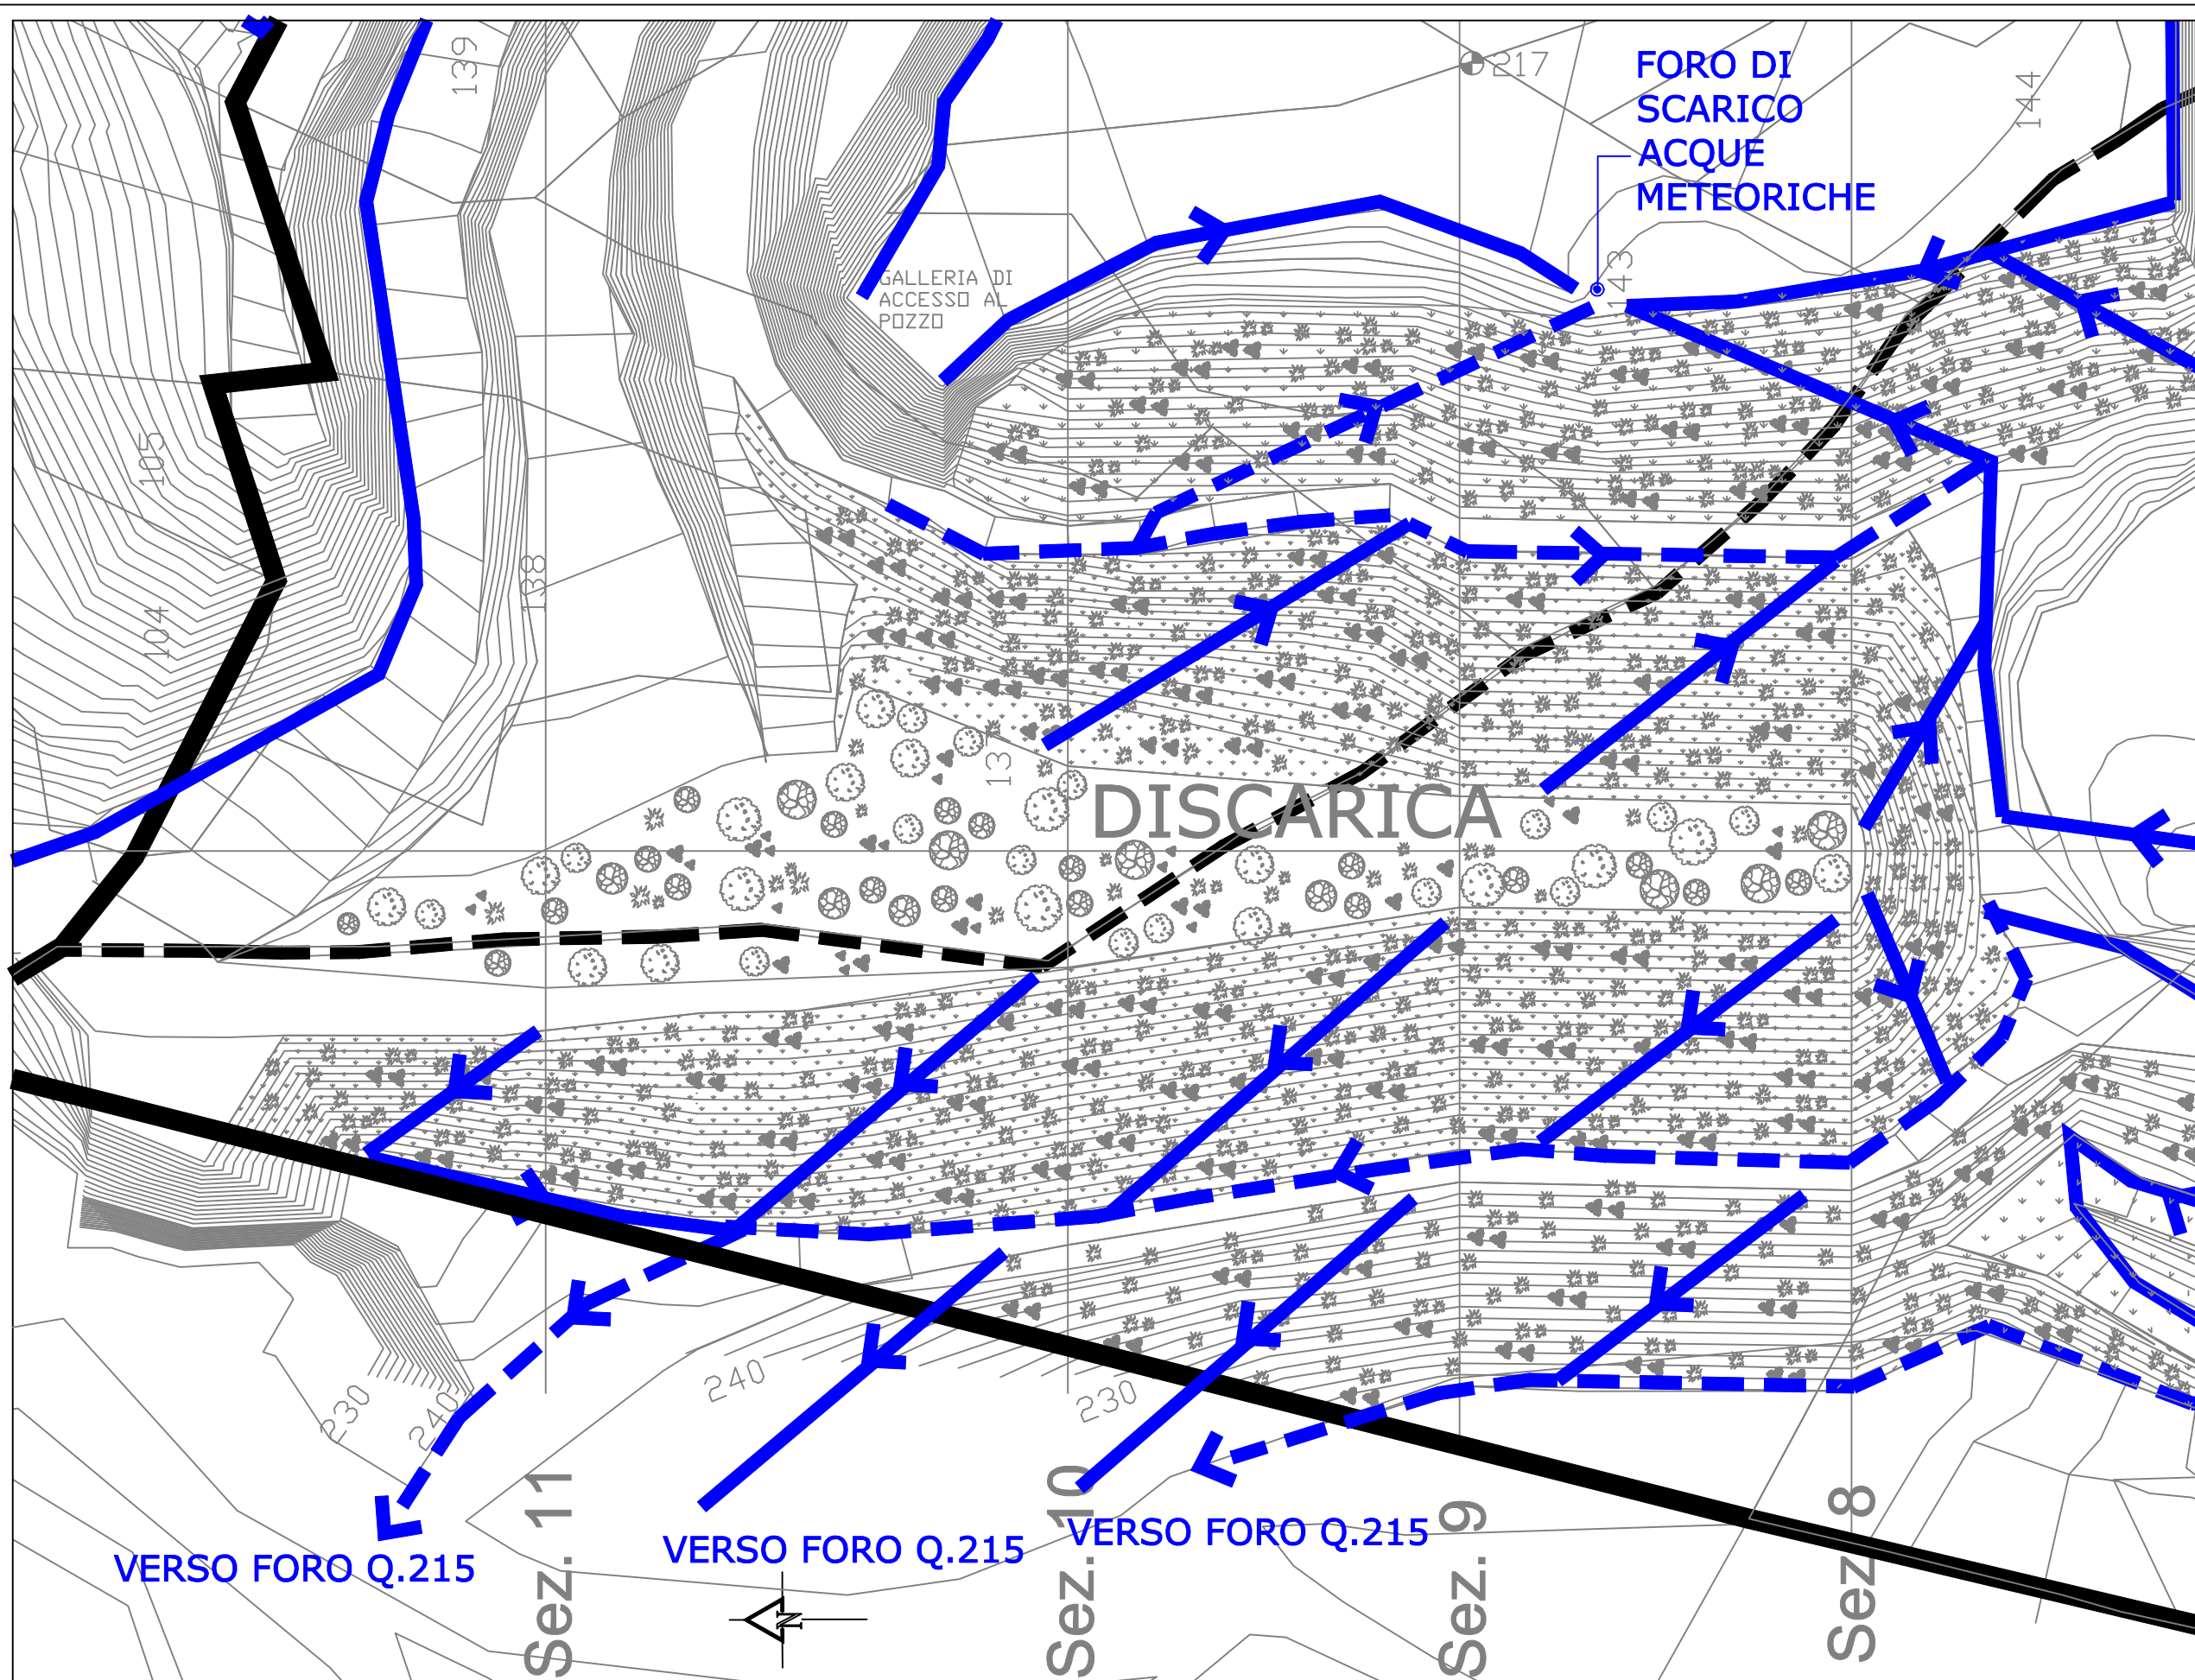 139
217
FORO DI
SCARICO
ACQUE
METEORICHE
144
143
GALLERIA DI
ACCESSO AL
POZZO
105
138
104
DISCARICA
240
230
230
240
Sez. 11
Sez. 10
Sez. 9
Sez. 8
VERSO FORO Q.215
VERSO FORO Q.215
VERSO FORO Q.215
N